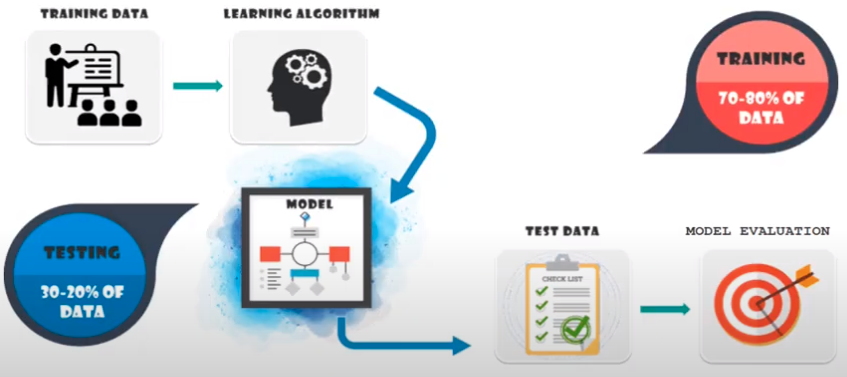 TRAINING DATA
LEARNING ALGORITHM
TRAINING
70-80% OF
DATA
MODEL
TESTING
30-20% OF
DATA
TEST DATA
MODEL EVALUATION
CHECK LIST